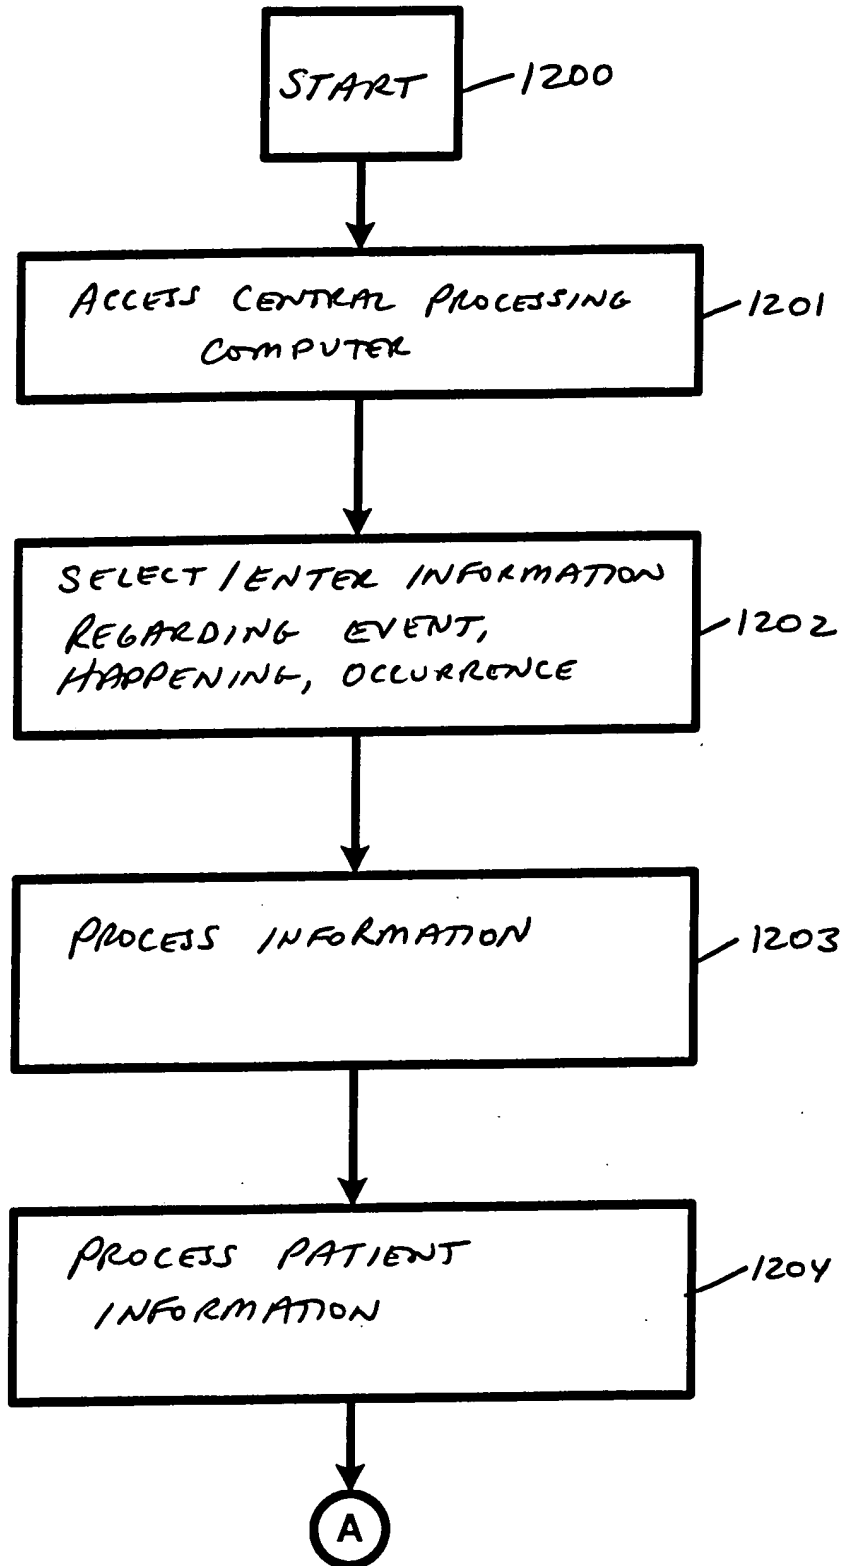 START
1200
ACCESS CENTRAL PROCESSING
COMPUTER
1201
SELECT / ENTER INFORMATION
REGARDING EVENT,
HAPPENING, OCCURRENCE
1202
PROCESS INFORMATION
1203
PROCESS PATIENT
INFORMATION
1204
A